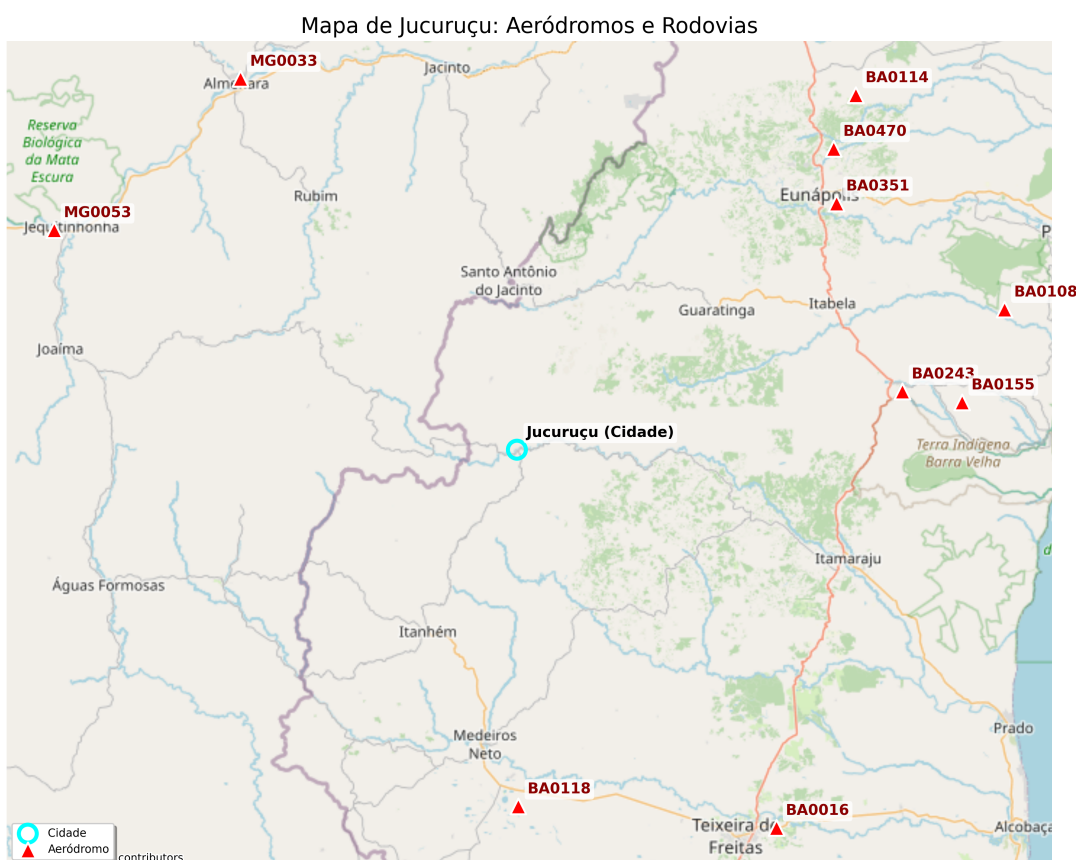 Mapa de Jucuruçu: Aeródromos e Rodovias
MG0033
Jacinto
BA0114
BA0470
Reserva
Biológica
da Mata
Escura
Rubim
BA0351
Eunápolis
MG0053
Jequitinhonha
Santo Antônio
do Jacinto
BA0108
Guaratinga
Itabela
Joaíma
BA0243
BA0155
Jucuruçu (Cidade)
Terra Indígena
Barra Velha
Itamaraju
Águas Formosas
Itanhém
Prado
Medeiros
Neto
BA0118
BA0016
Teixeira de
Freitas
Alcobaça
Cidade
Aeródromo
contributors